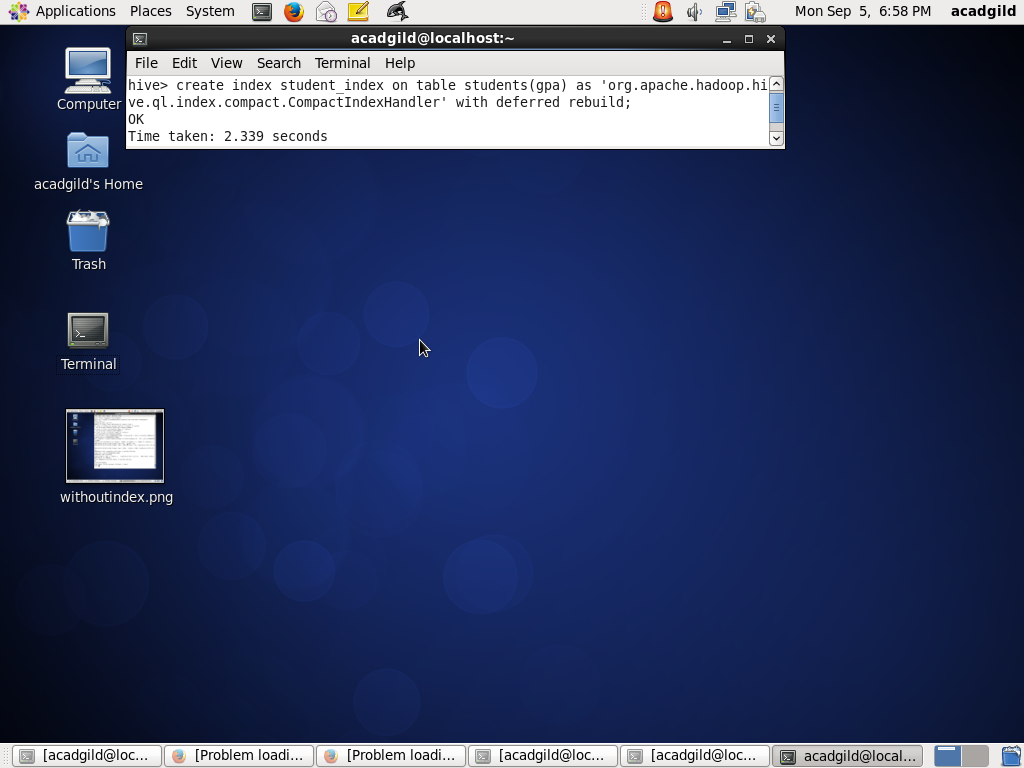 Applications Places System Mon Sep 5, 6:58 PM acadgild
acadgild@localhost:~
File Edit View Search Terminal Help
hive> create index student_index on table students(gpa) as 'org.apache.hadoop.hi
ve.ql.index.compact.CompactIndexHandler' with deferred rebuild;
OK
Time taken: 2.339 seconds
Computer
acadgild's Home
Trash
Terminal
withoutindex.png
[acadgild@loc... [Problem loadi... [Problem loadi... [acadgild@loc... [acadgild@loc... acadgild@local...